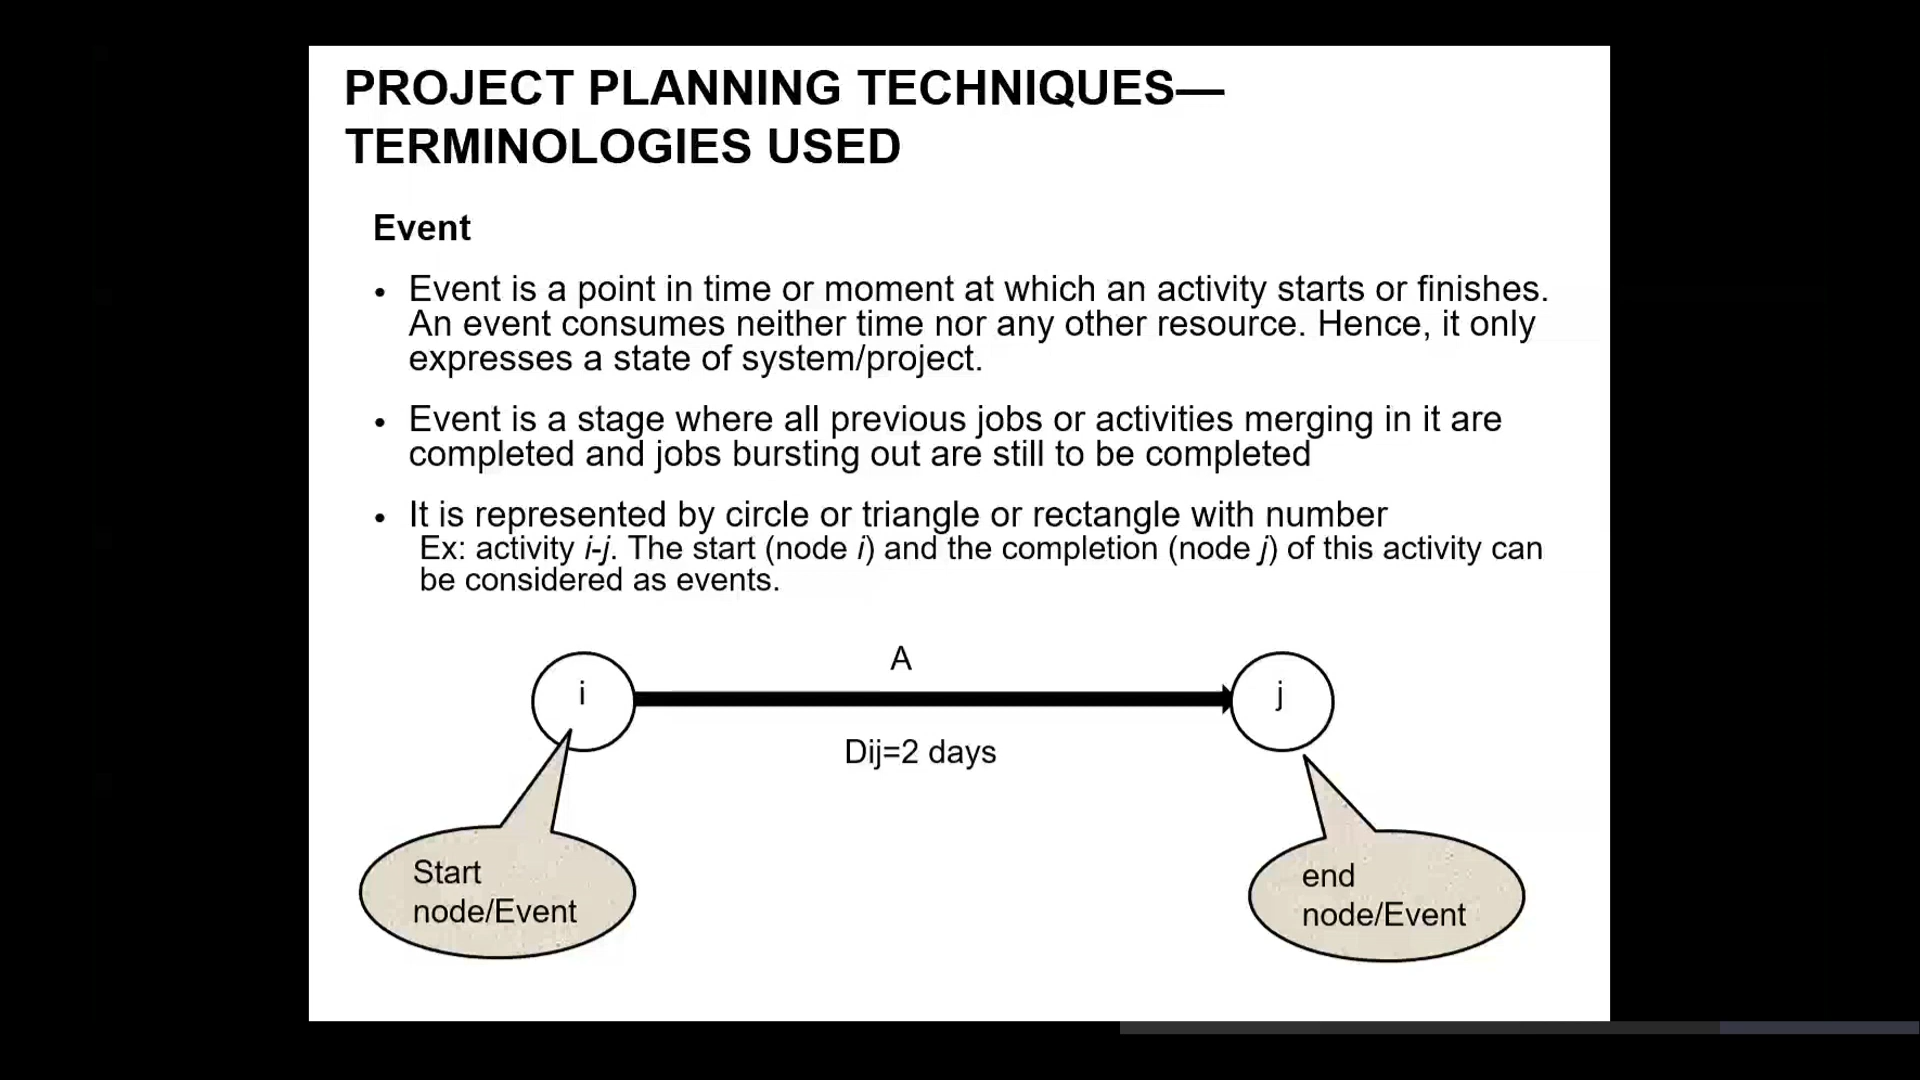 PROJECT PLANNING TECHNIQUES—
TERMINOLOGIES USED
Event
• Event is a point in time or moment at which an activity starts or finishes.
An event consumes neither time nor any other resource. Hence, it only
expresses a state of system/project.
• Event is a stage where all previous jobs or activities merging in it are
completed and jobs bursting out are still to be completed
• It is represented by circle or triangle or rectangle with number
Ex: activity i-j. The start (node i) and the completion (node j) of this activity can
be considered as events.
A
i
j
Dij=2 days
Start
node/Event
end
node/Event